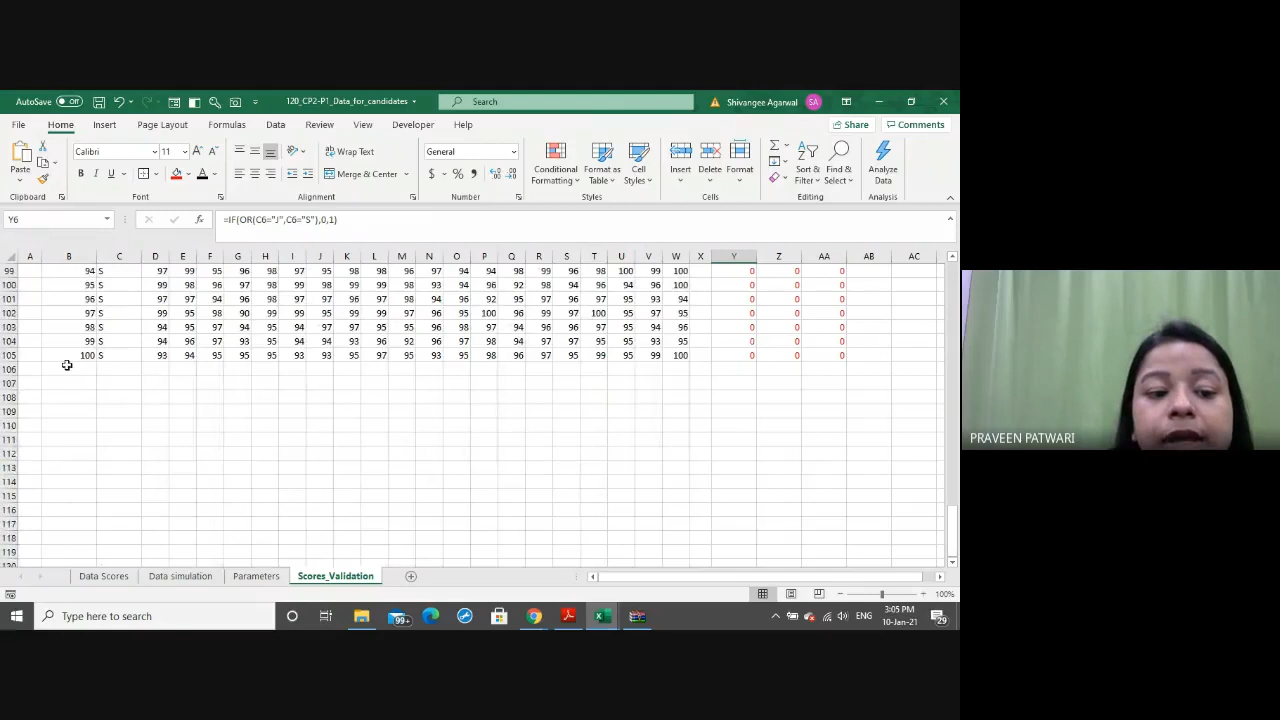 AutoSave Off 120_CP2-P1_Data_for_candidates Search Shivangee Agarwal SA
File Home Insert Page Layout Formulas Data Review View Developer Help Share Comments
Paste Calibri 11 Wrap Text General Conditional Formatting Format as Table Cell Styles Insert Delete Format Sort & Filter Find & Select Analyze Data
B I U Merge & Center $ %
Clipboard Font Alignment Number Styles Cells Editing Analysis
Y6 fx =IF(OR(C6="J",C6="S"),0,1)
A B C D E F G H I J K L M N O P Q R S T U V W X Y Z AA AB AC
99 94 S 97 99 95 96 98 97 95 98 98 96 97 94 94 98 99 96 98 100 99 100 0 0 0
100 95 S 99 98 96 97 98 99 98 99 99 98 93 94 96 92 98 94 96 94 96 100 0 0 0
101 96 S 97 97 94 96 98 96 97 98 97 98 94 96 92 95 97 96 97 95 93 94 0 0 0
102 97 S 99 95 98 90 99 99 95 99 99 97 96 95 100 96 99 97 100 95 97 95 0 0 0
103 98 S 94 95 97 94 95 94 97 97 95 95 96 98 97 94 96 96 97 95 94 96 0 0 0
104 99 S 94 96 97 93 95 94 94 93 96 92 96 97 98 94 97 97 95 96 93 95 0 0 0
105 100 S 93 94 95 95 95 93 93 95 97 95 93 95 98 96 97 95 99 95 99 100 0 0 0
106
107
108
109
110
111
112
113
114
115
116
117
118
119
Data Scores Data simulation Parameters Scores_Validation
100%
Type here to search 99+ ENG 3:05 PM 10-Jan-21 29
PRAVEEN PATWARI